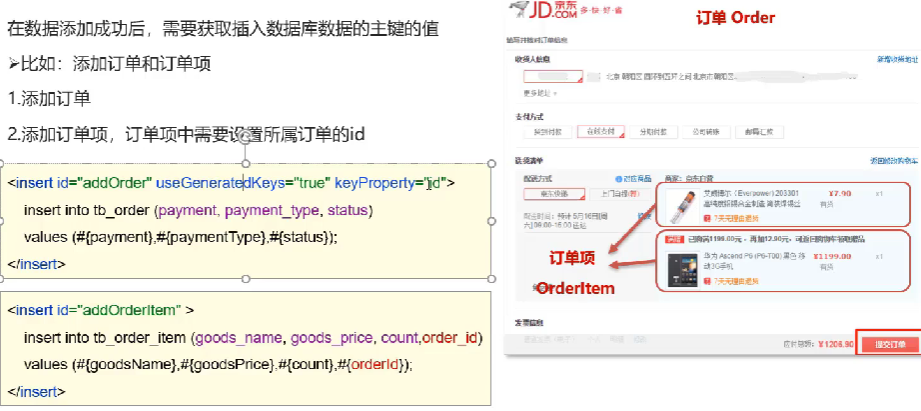 在数据添加成功后，需要获取插入数据库数据的主键的值
➢比如：添加订单和订单项
1.添加订单
2.添加订单项，订单项中需要设置所属订单的id
<insert id="addOrder" useGeneratedKeys="true" keyProperty="id">
insert into tb_order (payment, payment_type, status)
values (#{payment},#{paymentType},#{status});
</insert>
<insert id="addOrderItem" >
insert into tb_order_item (goods_name, goods_price, count,order_id)
values (#{goodsName},#{goodsPrice},#{count},#{orderId});
</insert>
JD.COM 京东 多·快·好·省
订单 Order
填写并核对订单信息
收货人信息
新增收货地址
北京 朝阳区
更多地址
支付方式
货到付款 在线支付 分期付款 公司转账 邮局汇款
送货清单
返回修改购物车
配送方式 对应商品
商家：京东自营
京东快递 上门自提
艾威博尔（Everpower) 203301 ¥7.90 x1
有货
7天无理由退货
订单项
OrderItem
已购满1199.00元，再加12.90元，可返回购物车领取赠品
华为 Ascend P6 (P6-T00) 黑色 移动3G手机 ¥1199.00 x1
有货
7天无理由退货
发票信息
应付总额：¥1206.90 提交订单